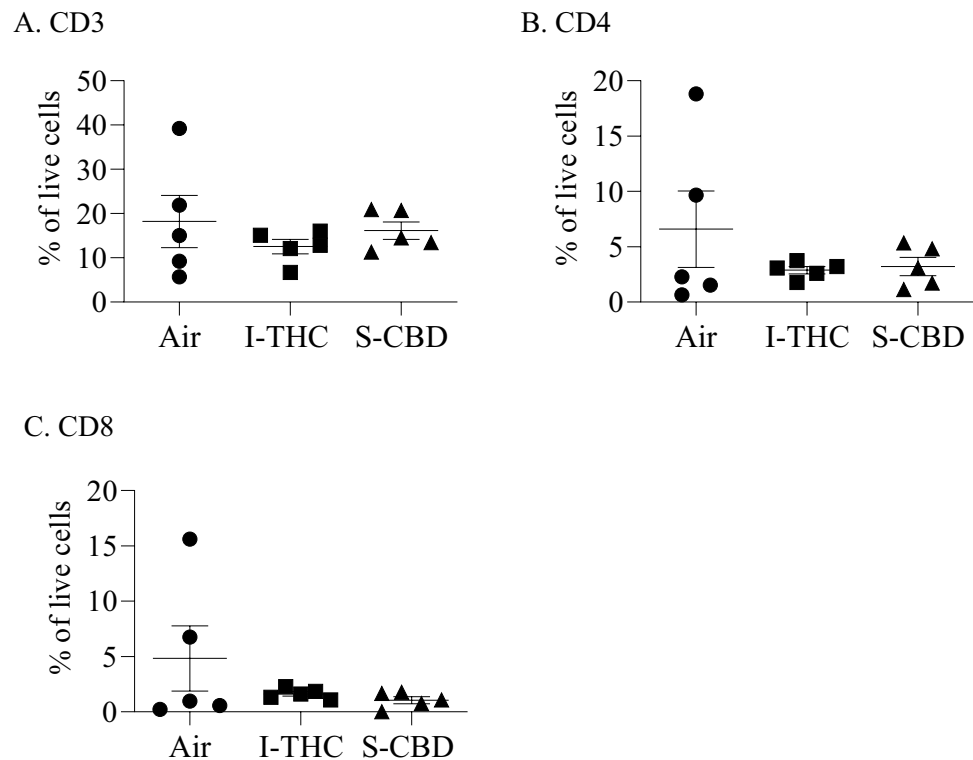 A. CD3
% of live cells
50
40
30
20
10
0
Air I-THC S-CBD
B. CD4
% of live cells
20
15
10
5
0
Air I-THC S-CBD
C. CD8
% of live cells
20
15
10
5
0
Air I-THC S-CBD